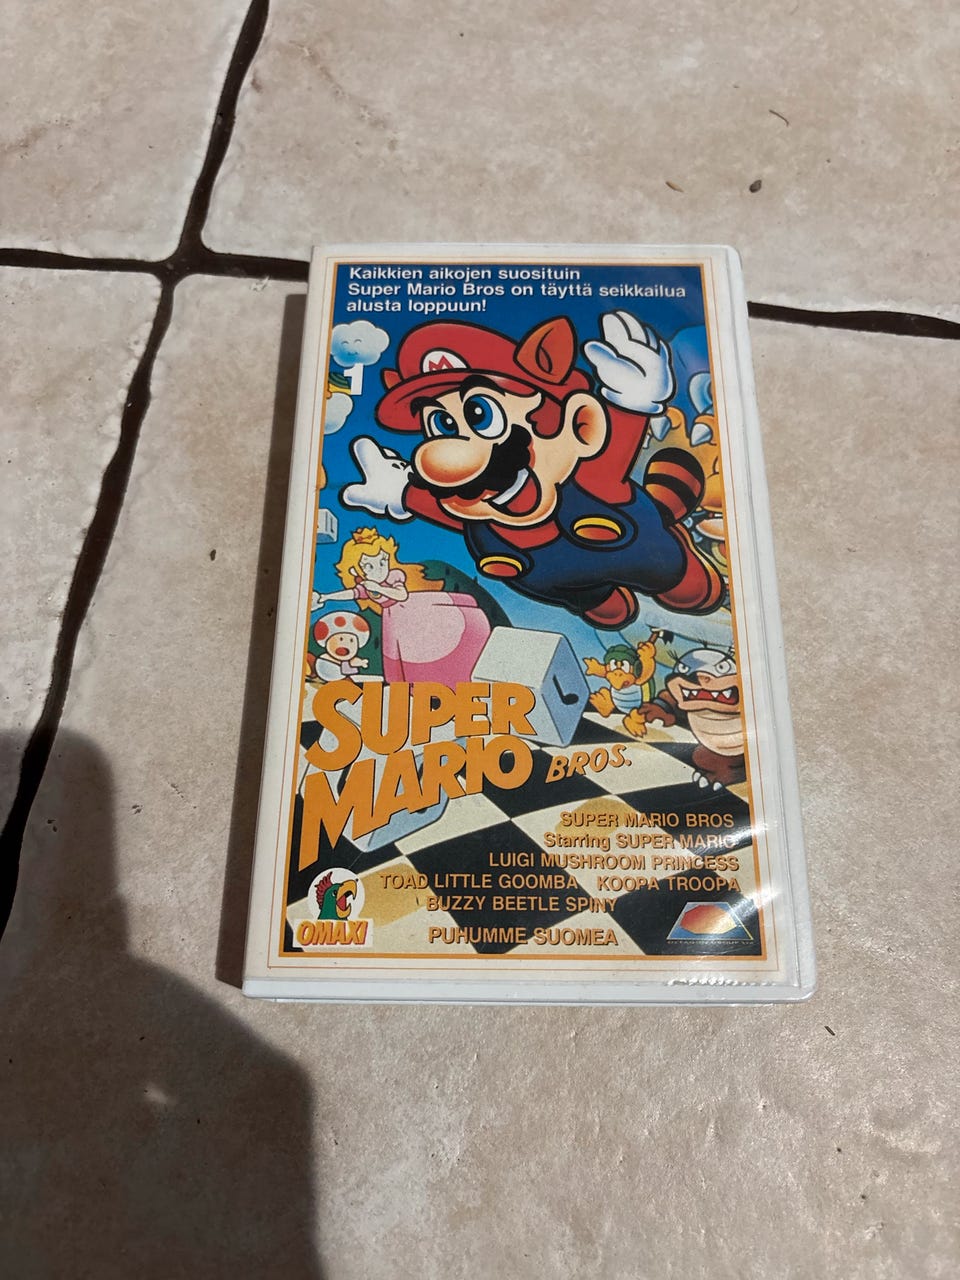 Kaikkien aikojen suosituin
Super Mario Bros on täyttä seikkailua
alusta loppuun!
M
1
SUPER
MARIO BROS.
SUPER MARIO BROS
Starring SUPER MARIO
LUIGI MUSHROOM PRINCESS
TOAD LITTLE GOOMBA KOOPA TROOPA
BUZZY BEETLE SPINY
PUHUMME SUOMEA
OMAXI